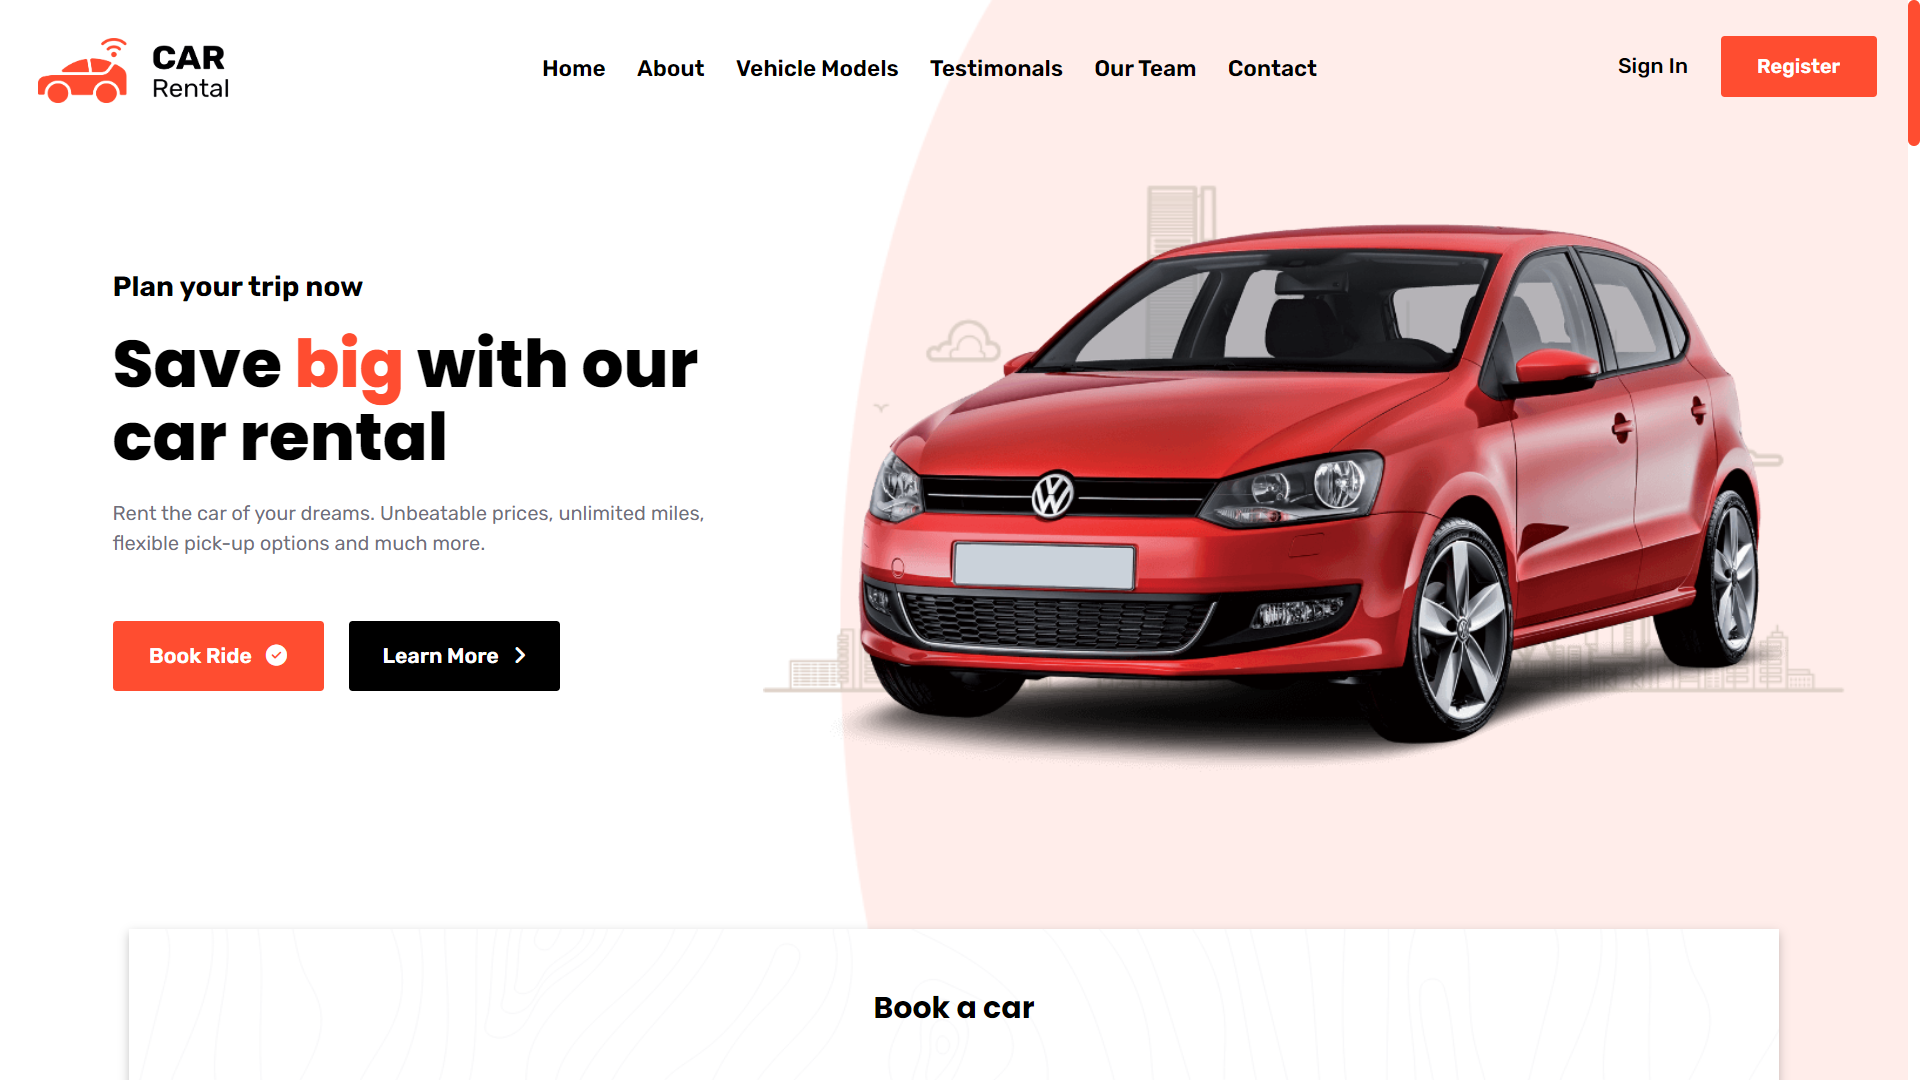 CAR
Rental
Home About Vehicle Models Testimonals Our Team Contact
Sign In Register
Plan your trip now
Save big with our
car rental
Rent the car of your dreams. Unbeatable prices, unlimited miles,
flexible pick-up options and much more.
Book Ride Learn More
Book a car